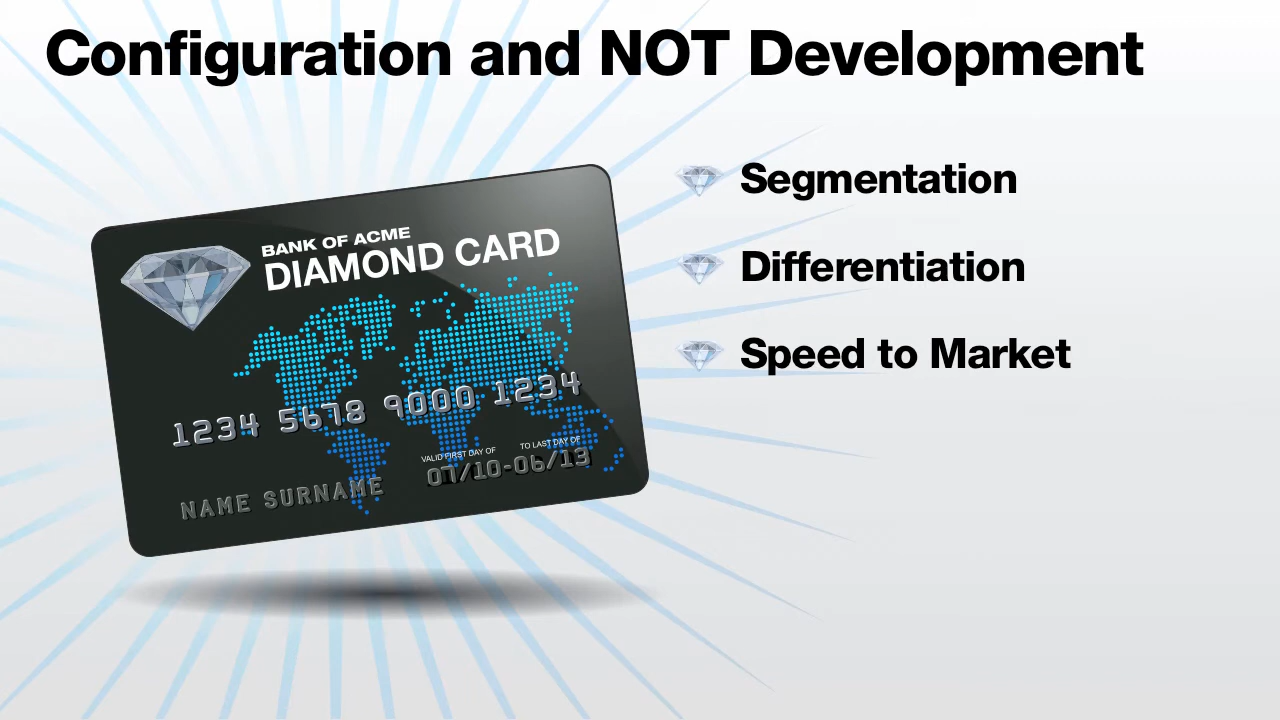 Configuration and NOT Development
BANK OF ACME
DIAMOND CARD
1234 5678 9000 1234
VALID FIRST DAY OF
TO LAST DAY OF
07/10-06/13
NAME SURNAME
Segmentation
Differentiation
Speed to Market